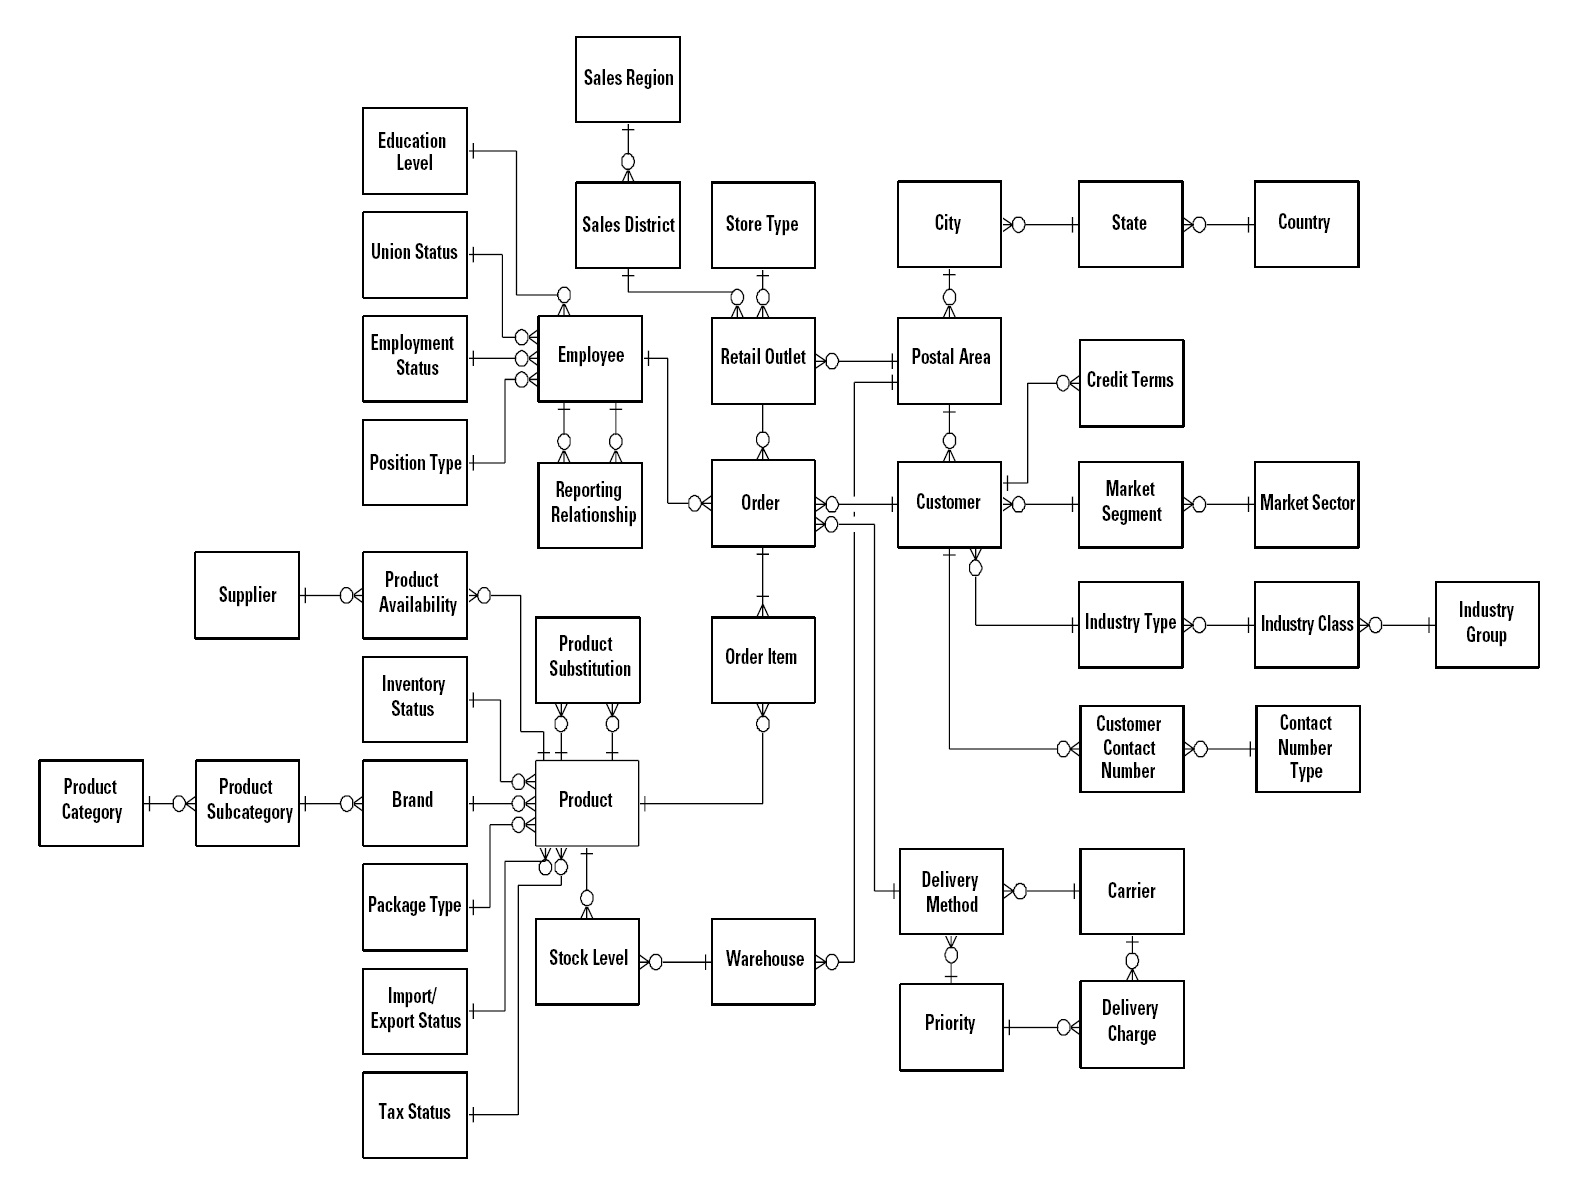 Sales Region
Education
Level
Sales District
Store Type
City
State
Country
Union Status
Employment
Status
Employee
Retail Outlet
Postal Area
Credit Terms
Position Type
Reporting
Relationship
Order
Customer
Market
Segment
Market Sector
Supplier
Product
Availability
Product
Substitution
Order Item
Industry Type
Industry Class
Industry
Group
Inventory
Status
Customer
Contact
Number
Contact
Number
Type
Product
Category
Product
Subcategory
Brand
Product
Package Type
Delivery
Method
Carrier
Stock Level
Warehouse
Import/
Export Status
Priority
Delivery
Charge
Tax Status